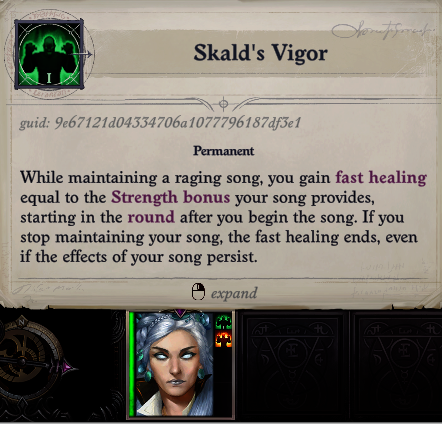 Skald's Vigor
I
guid: 9e67121d04334706a1077796187df3e1
Permanent
While maintaining a raging song, you gain fast healing
equal to the Strength bonus your song provides,
starting in the round after you begin the song. If you
stop maintaining your song, the fast healing ends, even
if the effects of your song persist.
expand